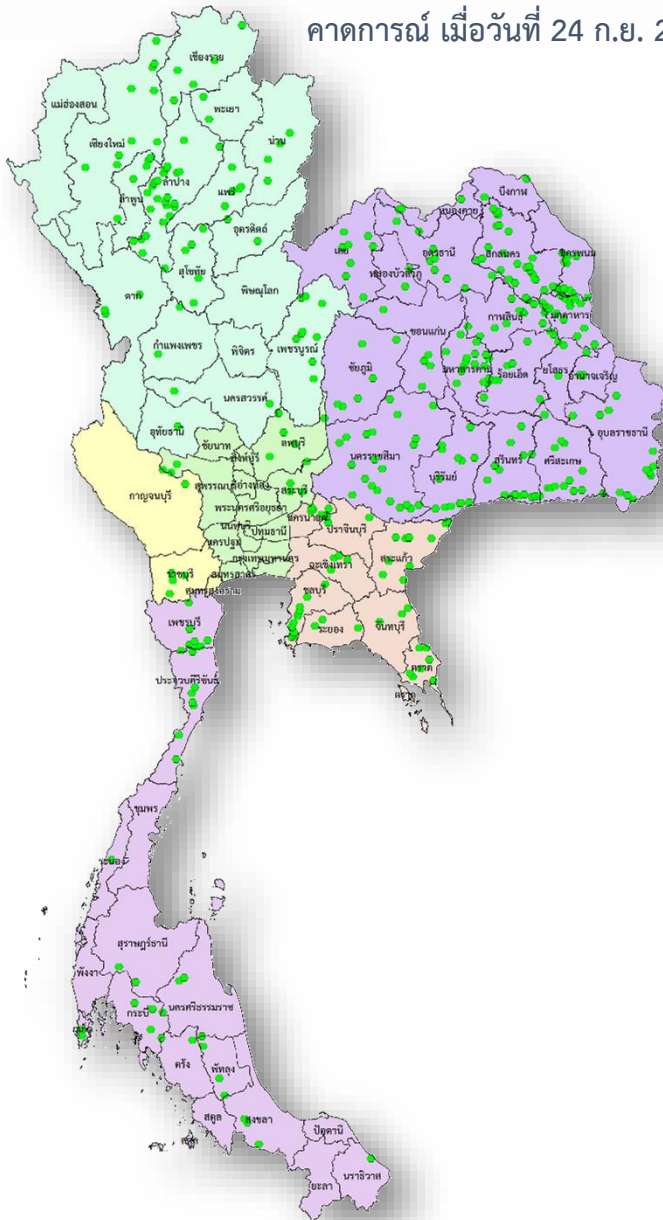 คาดการณ์ เมื่อวันที่ 24 ก.ย. 2
เชียงราย
แม่ฮ่องสอน
พะเยา
เชียงใหม่
น่าน
ลำปาง
แพร่
ลำพูน
อุตรดิตถ์
สุโขทัย
ตาก
พิษณุโลก
กำแพงเพชร
พิจิตร
เพชรบูรณ์
นครสวรรค์
อุทัยธานี
บึงกาฬ
หนองคาย
เลย
อุดรธานี
สกลนคร
นครพนม
หนองบัวลำภู
กาฬสินธุ์
มุกดาหาร
ขอนแก่น
ชัยภูมิ
มหาสารคาม
ร้อยเอ็ด
ยโสธร
อำนาจเจริญ
อุบลราชธานี
นครราชสีมา
บุรีรัมย์
สุรินทร์
ศรีสะเกษ
ชัยนาท
สิงห์บุรี
ลพบุรี
สุพรรณบุรี
อ่างทอง
สระบุรี
พระนครศรีอยุธยา
นนทบุรี
ปทุมธานี
นครปฐม
กรุงเทพมหานคร
สมุทรสาคร
สมุทรสงคราม
กาญจนบุรี
ราชบุรี
นครนายก
ปราจีนบุรี
ฉะเชิงเทรา
สระแก้ว
ชลบุรี
ระยอง
จันทบุรี
ตราด
ตราด
เพชรบุรี
ประจวบคีรีขันธ์
ชุมพร
ระนอง
สุราษฎร์ธานี
พังงา
กระบี่
นครศรีธรรมราช
ภูเก็ต
ตรัง
พัทลุง
สตูล
สตูล
สงขลา
ปัตตานี
ยะลา
นราธิวาส